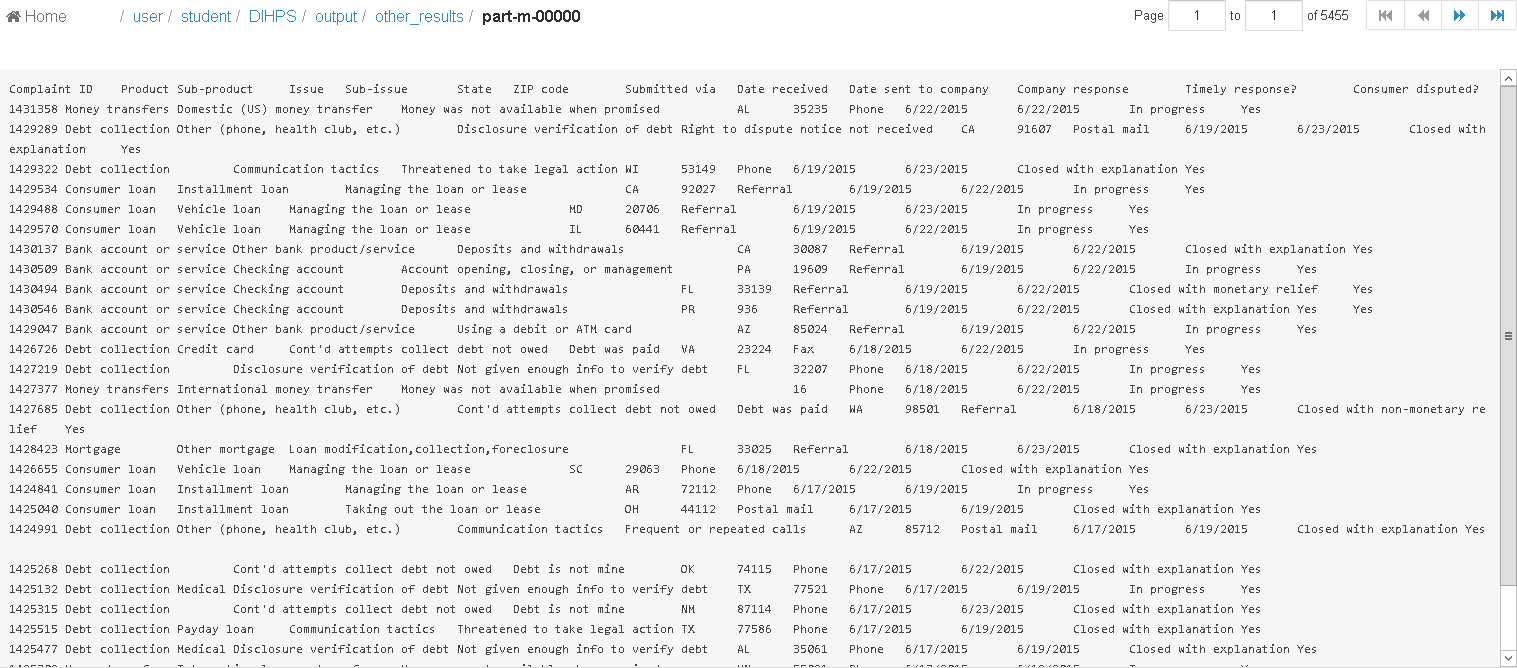 Home / user / student / DIHPS / output / other_results / part-m-00000 Page 1 to 1 of 5455
Complaint ID Product Sub-product Issue Sub-issue State ZIP code Submitted via Date received Date sent to company Company response Timely response? Consumer disputed?
1431358 Money transfers Domestic (US) money transfer Money was not available when promised AL 35235 Phone 6/22/2015 6/22/2015 In progress Yes
1429289 Debt collection Other (phone, health club, etc.) Disclosure verification of debt Right to dispute notice not received CA 91607 Postal mail 6/19/2015 6/23/2015 Closed with
explanation Yes
1429322 Debt collection Communication tactics Threatened to take legal action WI 53149 Phone 6/19/2015 6/23/2015 Closed with explanation Yes
1429534 Consumer loan Installment loan Managing the loan or lease CA 92027 Referral 6/19/2015 6/22/2015 In progress Yes
1429488 Consumer loan Vehicle loan Managing the loan or lease MD 20706 Referral 6/19/2015 6/23/2015 In progress Yes
1429570 Consumer loan Vehicle loan Managing the loan or lease IL 60441 Referral 6/19/2015 6/22/2015 In progress Yes
1430137 Bank account or service Other bank product/service Deposits and withdrawals CA 30087 Referral 6/19/2015 6/22/2015 Closed with explanation Yes
1430509 Bank account or service Checking account Account opening, closing, or management PA 19609 Referral 6/19/2015 6/22/2015 In progress Yes
1430494 Bank account or service Checking account Deposits and withdrawals FL 33139 Referral 6/19/2015 6/22/2015 Closed with monetary relief Yes
1430546 Bank account or service Checking account Deposits and withdrawals PR 936 Referral 6/19/2015 6/22/2015 Closed with explanation Yes Yes
1429047 Bank account or service Other bank product/service Using a debit or ATM card AZ 85024 Referral 6/19/2015 6/22/2015 In progress Yes
1426726 Debt collection Credit card Cont'd attempts collect debt not owed Debt was paid VA 23224 Fax 6/18/2015 6/22/2015 In progress Yes
1427219 Debt collection Disclosure verification of debt Not given enough info to verify debt FL 32207 Phone 6/18/2015 6/22/2015 In progress Yes
1427377 Money transfers International money transfer Money was not available when promised 16 Phone 6/18/2015 6/22/2015 In progress Yes
1427685 Debt collection Other (phone, health club, etc.) Cont'd attempts collect debt not owed Debt was paid WA 98501 Referral 6/18/2015 6/23/2015 Closed with non-monetary re
lief Yes
1428423 Mortgage Other mortgage Loan modification,collection,foreclosure FL 33025 Referral 6/18/2015 6/23/2015 Closed with explanation Yes
1426655 Consumer loan Vehicle loan Managing the loan or lease SC 29063 Phone 6/18/2015 6/22/2015 Closed with explanation Yes
1424841 Consumer loan Installment loan Managing the loan or lease AR 72112 Phone 6/17/2015 6/19/2015 In progress Yes
1425040 Consumer loan Installment loan Taking out the loan or lease OH 44112 Postal mail 6/17/2015 6/19/2015 Closed with explanation Yes
1424991 Debt collection Other (phone, health club, etc.) Communication tactics Frequent or repeated calls AZ 85712 Postal mail 6/17/2015 6/19/2015 Closed with explanation Yes
1425268 Debt collection Cont'd attempts collect debt not owed Debt is not mine OK 74115 Phone 6/17/2015 6/22/2015 Closed with explanation Yes
1425132 Debt collection Medical Disclosure verification of debt Not given enough info to verify debt TX 77521 Phone 6/17/2015 6/19/2015 In progress Yes
1425315 Debt collection Cont'd attempts collect debt not owed Debt is not mine NM 87114 Phone 6/17/2015 6/23/2015 Closed with explanation Yes
1425515 Debt collection Payday loan Communication tactics Threatened to take legal action TX 77586 Phone 6/17/2015 6/19/2015 Closed with explanation Yes
1425477 Debt collection Medical Disclosure verification of debt Not given enough info to verify debt AL 35061 Phone 6/17/2015 6/19/2015 Closed with explanation Yes